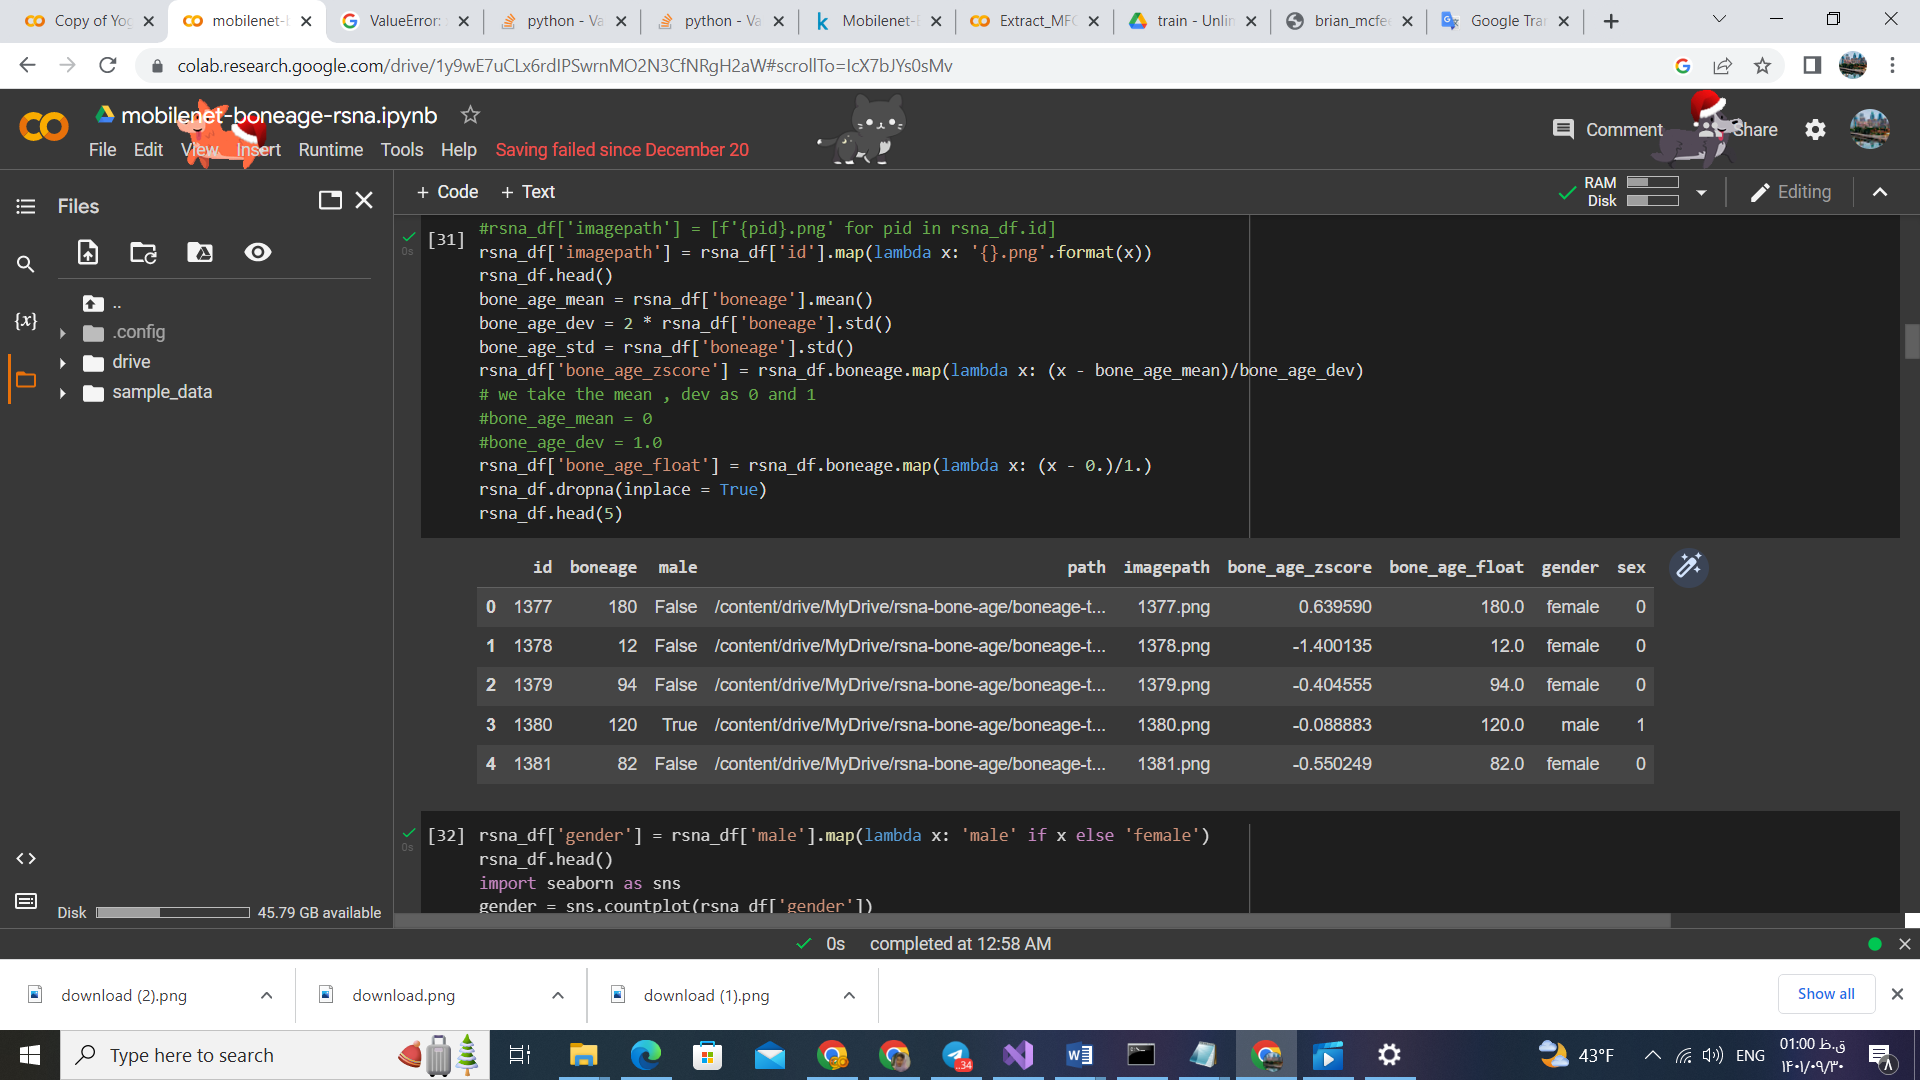 Copy of Yog
mobilenet-b
ValueError:
python - Va
python - Va
Mobilenet-
Extract_MFC
train - Unlin
brian_mcfee
Google Tran
colab.research.google.com/drive/1y9wE7uCLx6rdIPSwrnMO2N3CfNRgH2aW#scrollTo=IcX7bJYs0sMv
mobilenet-boneage-rsna.ipynb
Comment
Share
File Edit View Insert Runtime Tools Help Saving failed since December 20
Files
+ Code + Text
RAM
Disk
Editing
..
.config
drive
sample_data
{x}
[31]
0s
#rsna_df['imagepath'] = [f'{pid}.png' for pid in rsna_df.id]
rsna_df['imagepath'] = rsna_df['id'].map(lambda x: '{}.png'.format(x))
rsna_df.head()
bone_age_mean = rsna_df['boneage'].mean()
bone_age_dev = 2 * rsna_df['boneage'].std()
bone_age_std = rsna_df['boneage'].std()
rsna_df['bone_age_zscore'] = rsna_df.boneage.map(lambda x: (x - bone_age_mean)/bone_age_dev)
# we take the mean , dev as 0 and 1
#bone_age_mean = 0
#bone_age_dev = 1.0
rsna_df['bone_age_float'] = rsna_df.boneage.map(lambda x: (x - 0.)/1.)
rsna_df.dropna(inplace = True)
rsna_df.head(5)
id boneage male path imagepath bone_age_zscore bone_age_float gender sex
0 1377 180 False /content/drive/MyDrive/rsna-bone-age/boneage-t... 1377.png 0.639590 180.0 female 0
1 1378 12 False /content/drive/MyDrive/rsna-bone-age/boneage-t... 1378.png -1.400135 12.0 female 0
2 1379 94 False /content/drive/MyDrive/rsna-bone-age/boneage-t... 1379.png -0.404555 94.0 female 0
3 1380 120 True /content/drive/MyDrive/rsna-bone-age/boneage-t... 1380.png -0.088883 120.0 male 1
4 1381 82 False /content/drive/MyDrive/rsna-bone-age/boneage-t... 1381.png -0.550249 82.0 female 0
[32]
0s
rsna_df['gender'] = rsna_df['male'].map(lambda x: 'male' if x else 'female')
rsna_df.head()
import seaborn as sns
gender = sns.countplot(rsna_df['gender'])
Disk 45.79 GB available
0s completed at 12:58 AM
download (2).png
download.png
download (1).png
Show all
Type here to search
..34
43°F
ENG
01:00 ق.ظ
۱۴۰۱/۰۹/۳۰
۸